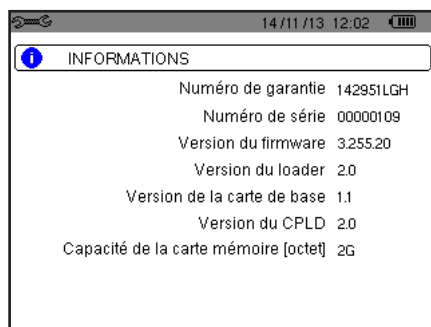 14/11/13 12:02
INFORMATIONS
Numéro de garantie 142951LGH
Numéro de série 00000109
Version du firmware 3.255.20
Version du loader 2.0
Version de la carte de base 1.1
Version du CPLD 2.0
Capacité de la carte mémoire [octet] 2G